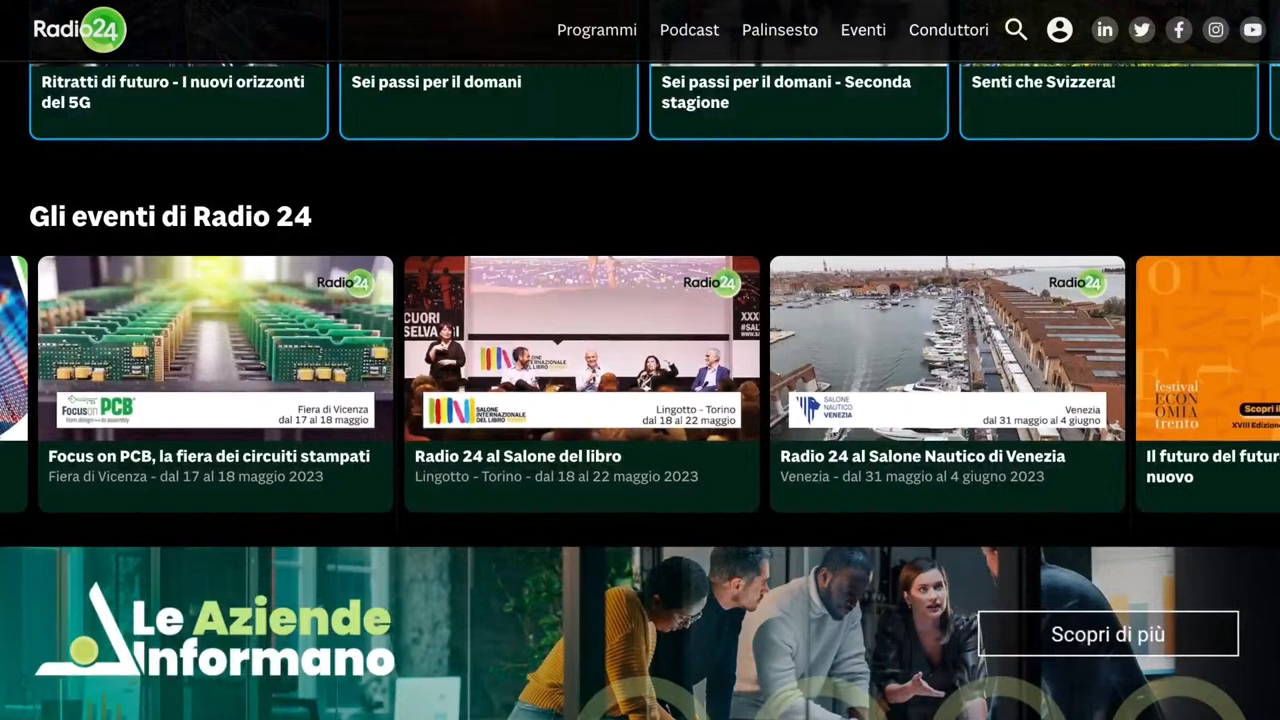 Radio24
Programmi
Podcast
Palinsesto
Eventi
Conduttori
Ritratti di futuro - I nuovi orizzonti
del 5G
Sei passi per il domani
Sei passi per il domani - Seconda
stagione
Senti che Svizzera!
Gli eventi di Radio 24
Radio24
Focus on PCB
Fiera di Vicenza
dal 17 al 18 maggio
Focus on PCB, la fiera dei circuiti stampati
Fiera di Vicenza - dal 17 al 18 maggio 2023
Radio24
CUORI
SELVAGGI
XXX
SALONE
INTERNAZIONALE
DEL LIBRO TORINO
Lingotto - Torino
dal 18 al 22 maggio
Radio 24 al Salone del libro
Lingotto - Torino - dal 18 al 22 maggio 2023
Radio24
SALONE
NAUTICO
VENEZIA
Venezia
dal 31 maggio al 4 giugno
Radio 24 al Salone Nautico di Venezia
Venezia - dal 31 maggio al 4 giugno 2023
festival
ECON
OMIA
trento
Scopri il
XVIII Edizione
Il futuro del futur
nuovo
Le Aziende
Informano
Scopri di più